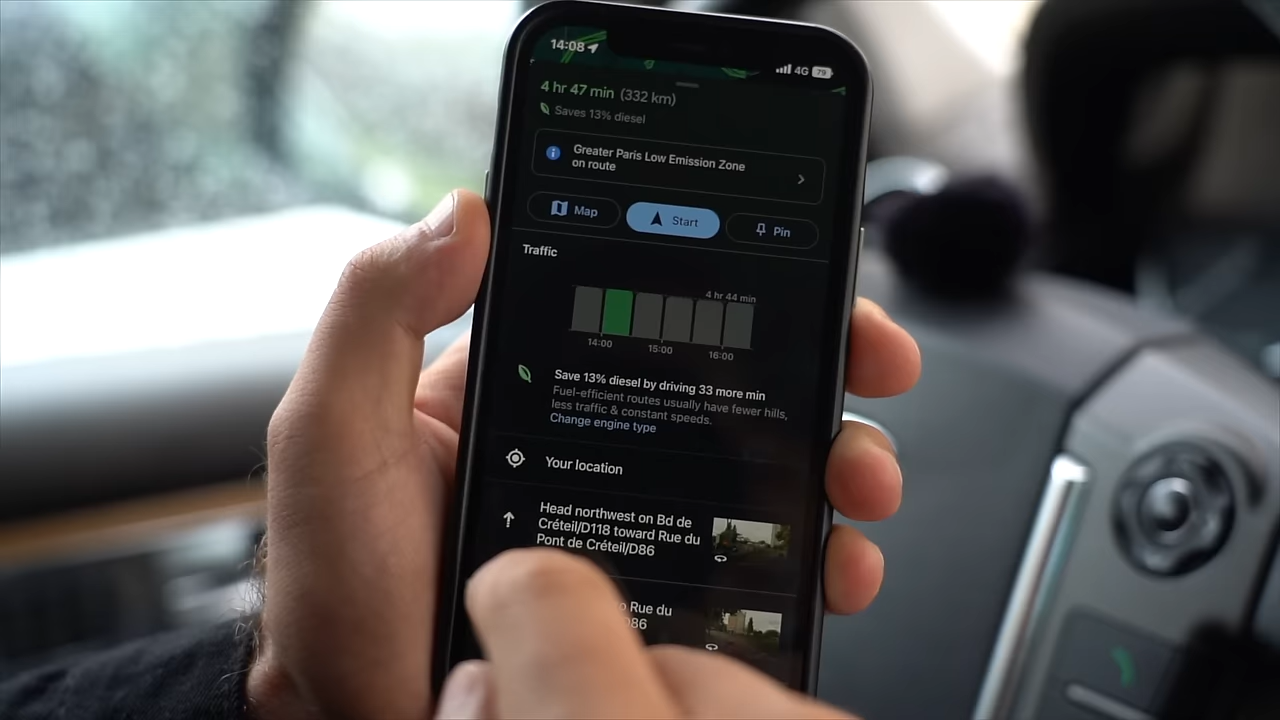 14:08
4G 79
4 hr 47 min (332 km)
Saves 13% diesel
Greater Paris Low Emission Zone
on route
Map
Start
Pin
Traffic
4 hr 44 min
14:00
15:00
16:00
Save 13% diesel by driving 33 more min
Fuel-efficient routes usually have fewer hills,
less traffic & constant speeds.
Change engine type
Your location
Head northwest on Bd de
Créteil/D118 toward Rue du
Pont de Créteil/D86
Rue du